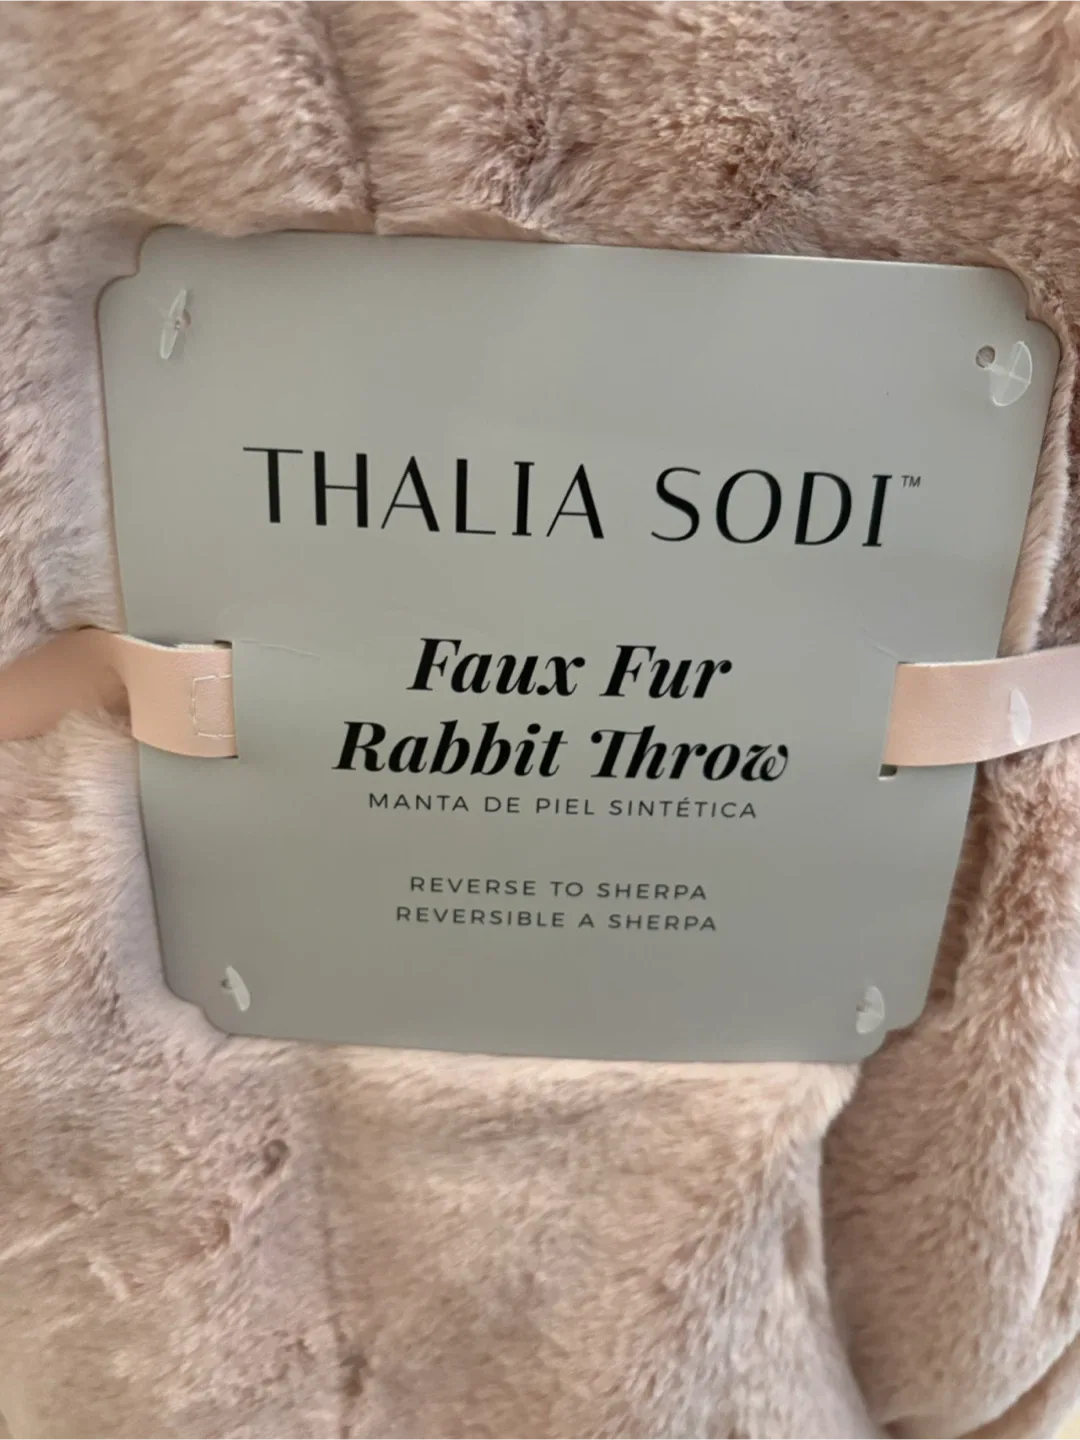 THALIA SODI™
Faux Fur
Rabbit Throw
MANTA DE PIEL SINTÉTICA
REVERSE TO SHERPA
REVERSIBLE A SHERPA